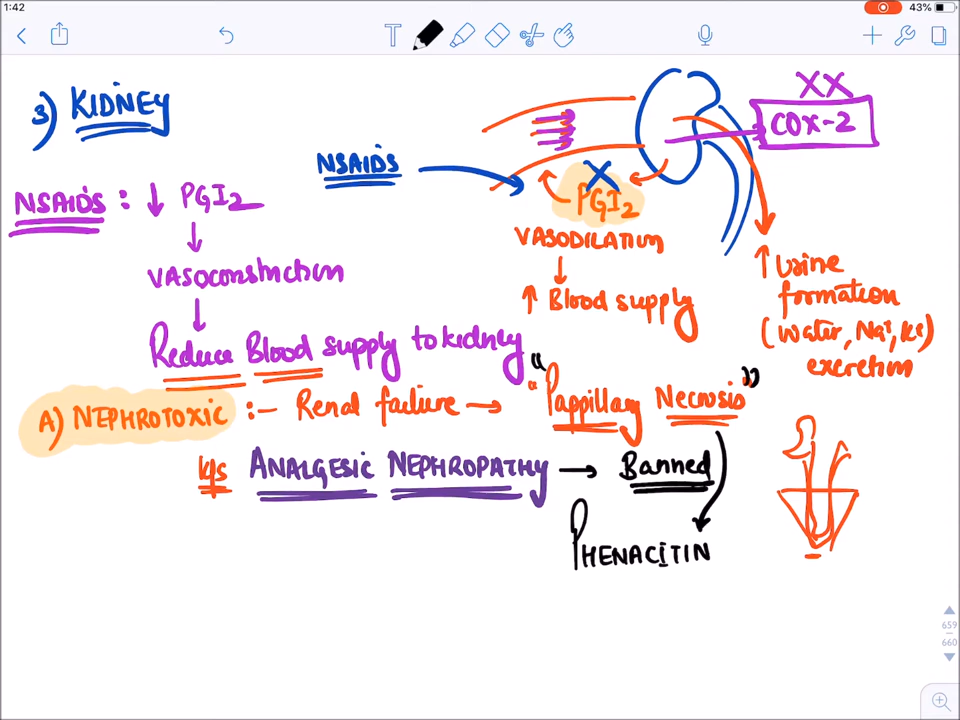 1:42
43%
T
3) KIDNEY
XX
COX-2
NSAIDS
X
PGI2
NSAIDS : ↓ PGI2
↓
VASOCONSTRICTION
↓
Reduce Blood supply to kidney
VASODILATION
↓
↑ Blood supply
↑ Urine
formation
(Water, Na+, K+)
excretion
A) NEPHROTOXIC :- Renal failure → "Pappillary Necrosis"
ANALGESIC NEPHROPATHY → Banned
PHENACITIN
659
660